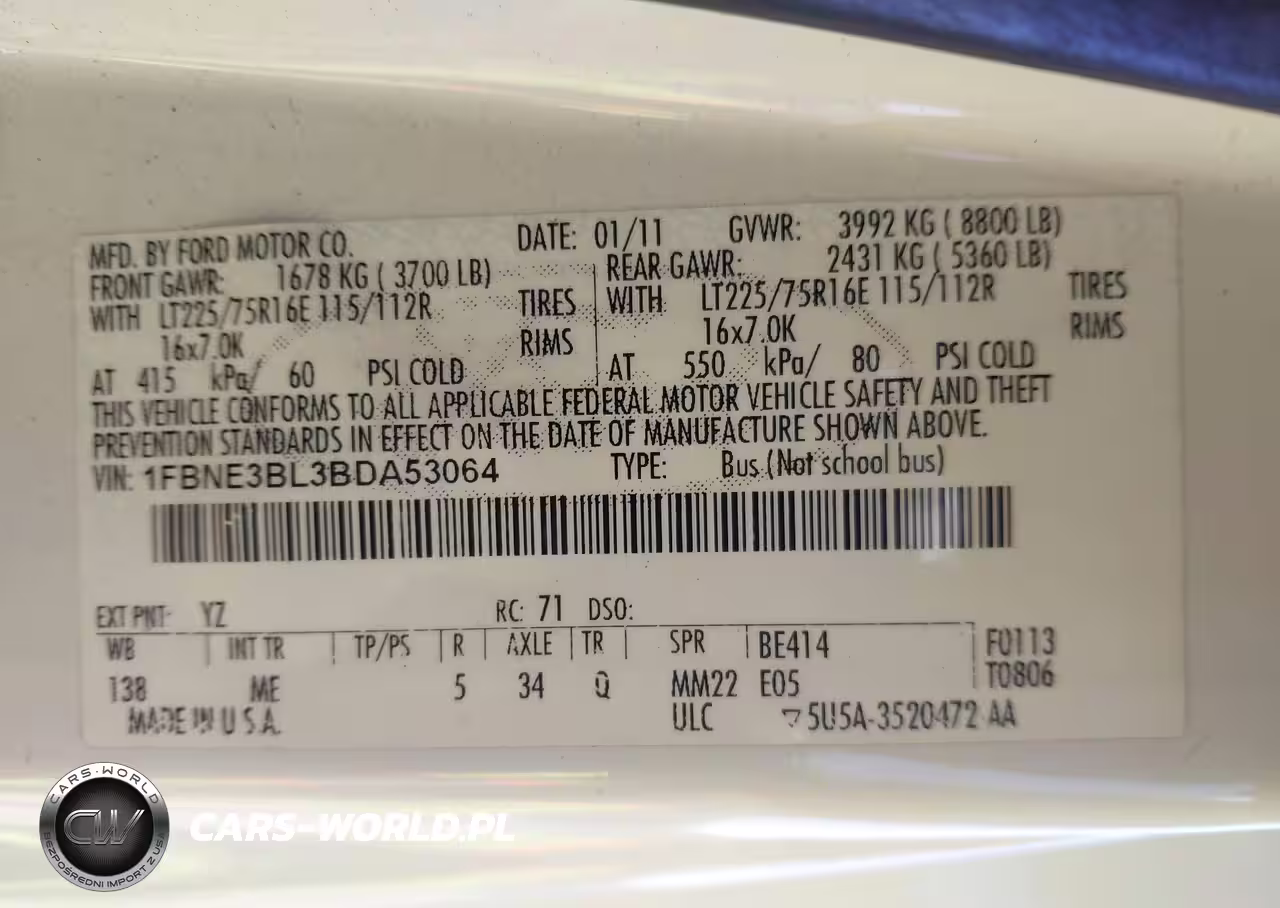 MFD. BY FORD MOTOR CO. DATE: 01/11 GVWR: 3992 KG ( 8800 LB)
FRONT GAWR: 1678 KG ( 3700 LB) REAR GAWR: 2431 KG ( 5360 LB)
WITH LT225/75R16E 115/112R TIRES WITH LT225/75R16E 115/112R TIRES
16x7.0K RIMS 16x7.0K RIMS
AT 415 kPa/ 60 PSI COLD AT 550 kPa/ 80 PSI COLD
THIS VEHICLE CONFORMS TO ALL APPLICABLE FEDERAL MOTOR VEHICLE SAFETY AND THEFT
PREVENTION STANDARDS IN EFFECT ON THE DATE OF MANUFACTURE SHOWN ABOVE.
VIN: 1FBNE3BL3BDA53064 TYPE: Bus (Not school bus)
EXT PNT: YZ RC: 71 DSO:
WB INT TR TP/PS R AXLE TR SPR BE414 F0113
138 ME 5 34 Q MM22 E05 T0806
MADE IN U.S.A. ULC ▽5U5A-3520472 AA
CARS-WORLD
CW
BEZPOŚREDNI IMPORT Z USA
CARS-WORLD.PL